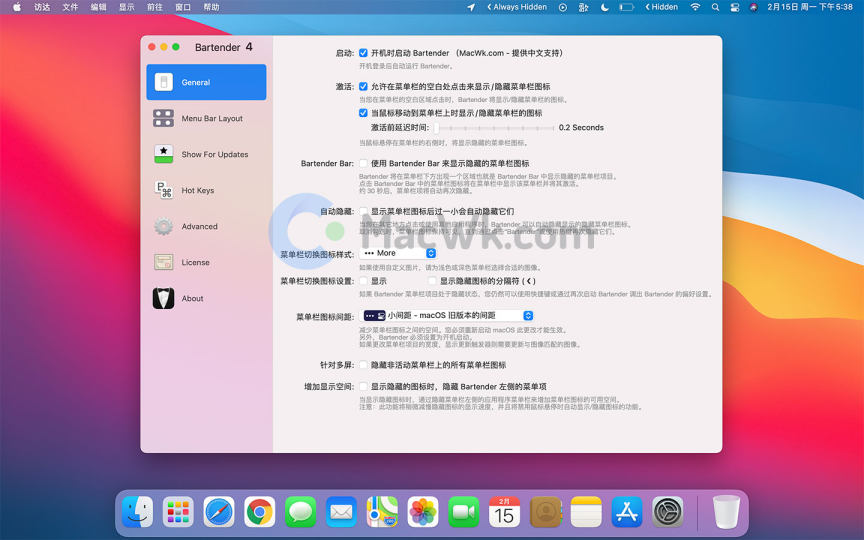 访达 文件 编辑 显示 前往 窗口 帮助 Always Hidden Hidden 2月15日 周一 下午5:38
Bartender 4
General
Menu Bar Layout
Show For Updates
Hot Keys
Advanced
License
About
启动: 开机时启动 Bartender （MacWk.com - 提供中文支持）
开机登录后自动运行 Bartender。
激活: 允许在菜单栏的空白处点击来显示/隐藏菜单栏图标
当您在菜单栏的空白区域点击时，Bartender 将显示/隐藏菜单栏的图标。
当鼠标移动到菜单栏上时显示/隐藏菜单栏的图标
激活前延迟时间: 0.2 Seconds
当鼠标悬停在菜单栏的右侧时，将显示隐藏的菜单栏图标。
Bartender Bar: 使用 Bartender Bar 来显示隐藏的菜单栏图标
Bartender 将在菜单栏下方出现一个区域也就是 Bartender Bar 中显示隐藏的菜单栏项目。
点击 Bartender Bar 中的菜单栏图标将在菜单栏中显示该菜单栏并将其激活。
约 30 秒后，菜单栏项将自动再次隐藏。
自动隐藏: 显示菜单栏图标后过一小会自动隐藏它们
当您在其它地方点击或使用其他应用程序时，Bartender 可以自动隐藏显示的隐藏菜单栏图标。
MacWk.com
菜单栏切换图标样式: More
如果使用自定义图片，请为浅色或深色菜单栏选择合适的图像。
菜单栏切换图标设置: 显示 显示隐藏图标的分隔符 ( ❮ )
如果 Bartender 菜单栏项目处于隐藏状态，您仍然可以使用快捷键或通过再次启动 Bartender 调出 Bartender 的偏好设置。
菜单栏图标间距: 小间距 - macOS 旧版本的间距
减少菜单栏图标之间的空间。您必须重新启动 macOS 此更改才能生效。
另外，Bartender 必须设置为开机启动。
如果更改菜单栏项目的宽度，显示更新触发器则需要更新与图像匹配的图像。
针对多屏: 隐藏非活动菜单栏上的所有菜单栏图标
增加显示空间: 显示隐藏的图标时，隐藏 Bartender 左侧的菜单项
当显示隐藏图标时，通过隐藏菜单栏左侧的应用程序菜单栏来增加菜单栏图标的可用空间。
注意：此功能将稍微减慢隐藏图标的显示速度，并且将禁用鼠标悬停时自动显示/隐藏图标的功能。
2月
15